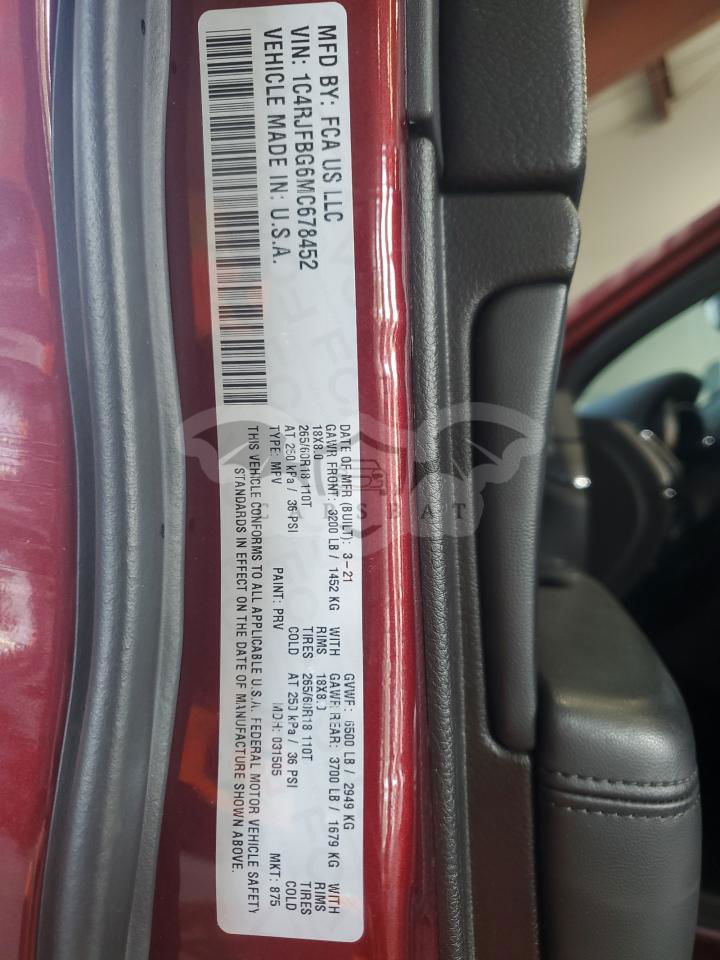 MFD BY: FCA US LLC
VIN: 1C4RJFBG6MC678452
VEHICLE MADE IN: U.S.A.
DATE OF MFR (BUILT): 3-21 GVWR: 6500 LB / 2949 KG
GAWR FRONT: 3200 LB / 1452 KG WITH GAWR REAR: 3700 LB / 1679 KG WITH
18X8.0 RIMS 18X8.0 RIMS
265/60R18 110T TIRES 265/60R18 110T TIRES
AT 250 kPa / 36 PSI COLD AT 250 kPa / 36 PSI COLD
TYPE: MPV PAINT: PRV MDH: 031505 MKT: 875
THIS VEHICLE CONFORMS TO ALL APPLICABLE U.S.A. FEDERAL MOTOR VEHICLE SAFETY
STANDARDS IN EFFECT ON THE DATE OF MANUFACTURE SHOWN ABOVE.